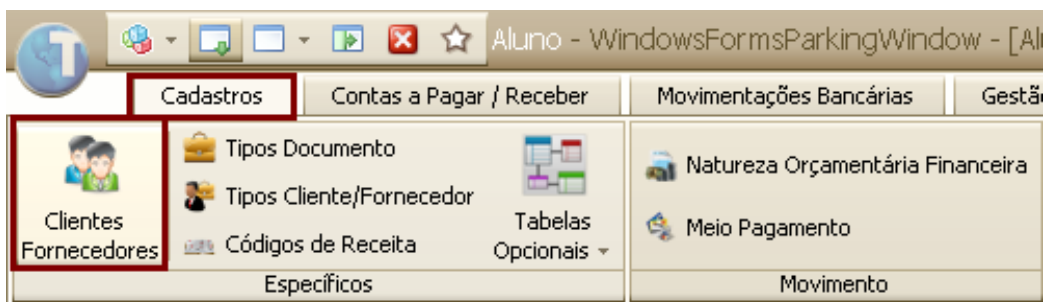 Aluno - WindowsFormsParkingWindow - [Al
Cadastros
Contas a Pagar / Receber
Movimentações Bancárias
Gestã
Clientes
Fornecedores
Tipos Documento
Tipos Cliente/Fornecedor
Códigos de Receita
Tabelas
Opcionais
Específicos
Natureza Orçamentária Financeira
Meio Pagamento
Movimento